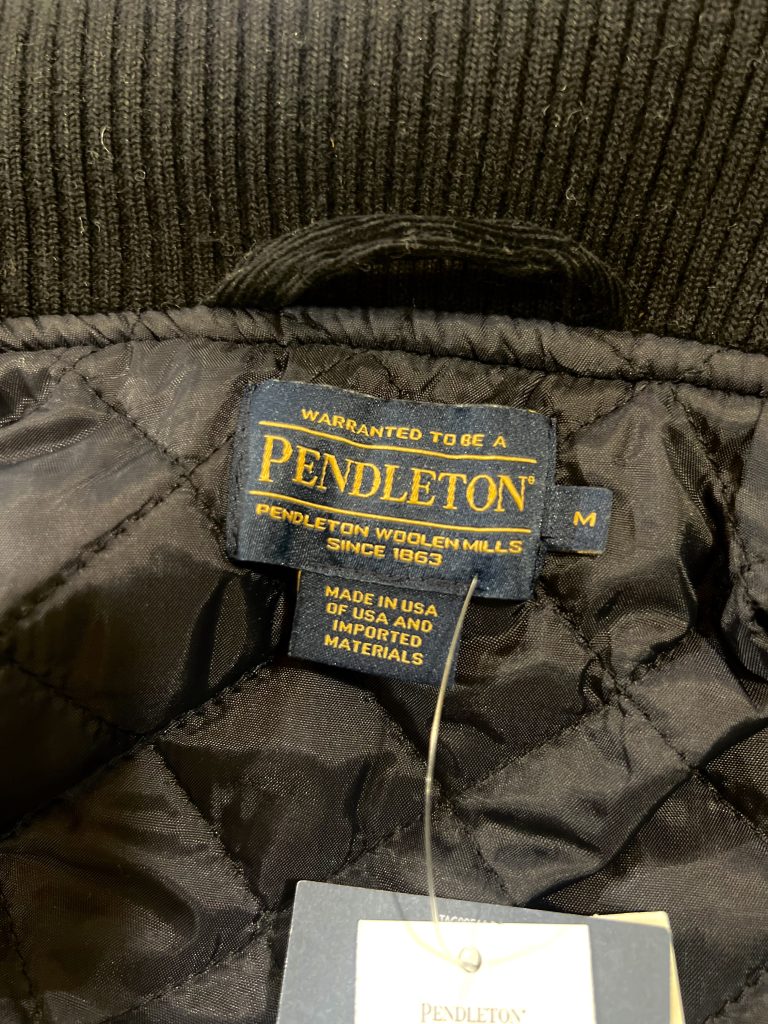 WARRANTED TO BE A
PENDLETON®
PENDLETON WOOLEN MILLS
SINCE 1863
M
MADE IN USA
OF USA AND
IMPORTED
MATERIALS
PENDLETON